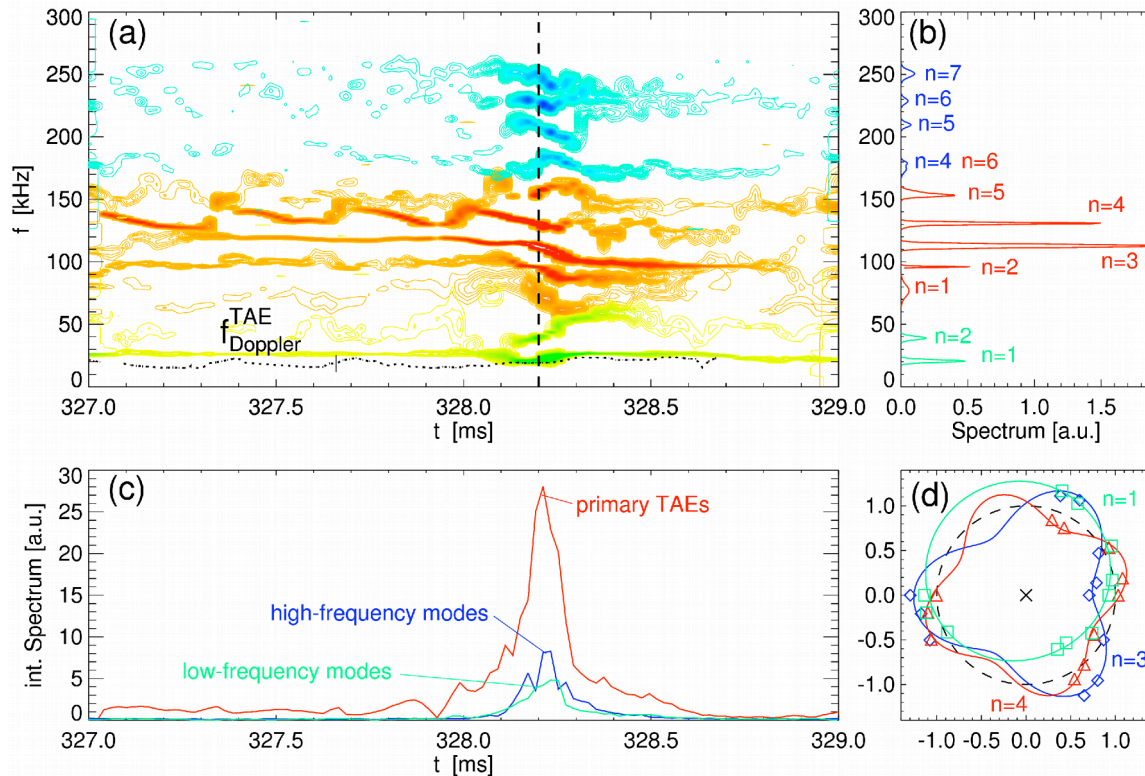 (a)
f [kHz]
300
250
200
150
100
50
0
f TAE Doppler
327.0 327.5 328.0 328.5 329.0
t [ms]
(b)
300
250
200
150
100
50
0
n=7
n=6
n=5
n=4 n=6
n=5
n=4
n=3
n=2
n=1
n=2
n=1
0.0 0.5 1.0 1.5
Spectrum [a.u.]
(c)
int. Spectrum [a.u.]
30
25
20
15
10
5
0
primary TAEs
high-frequency modes
low-frequency modes
327.0 327.5 328.0 328.5 329.0
t [ms]
(d)
1.0
0.5
0.0
-0.5
-1.0
n=1
n=3
n=4
-1.0 -0.5 0.0 0.5 1.0